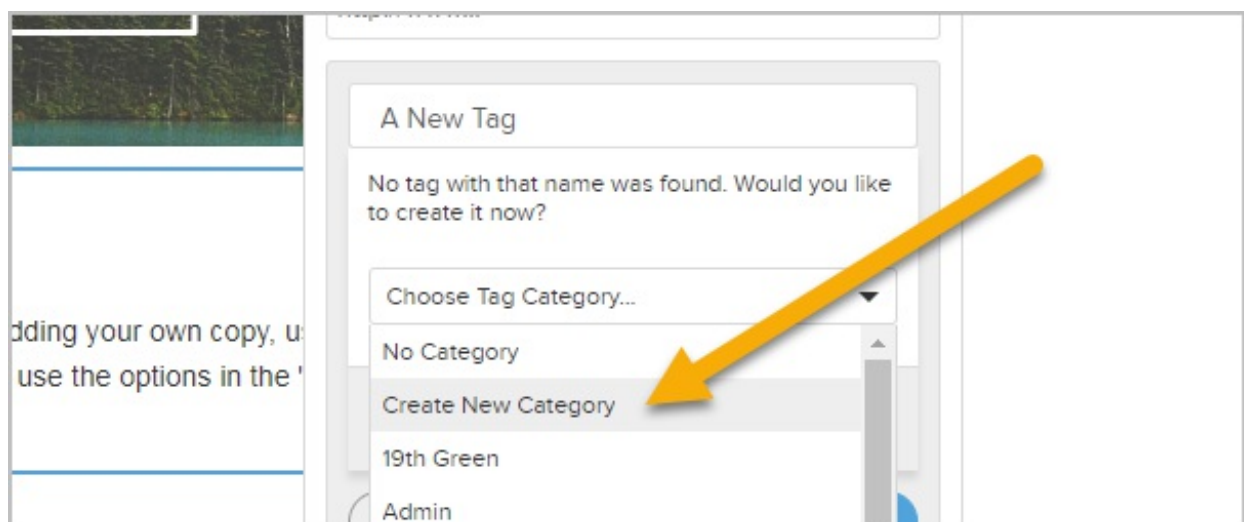 A New Tag
No tag with that name was found. Would you like
to create it now?
Choose Tag Category...
No Category
Create New Category
19th Green
Admin
dding your own copy, u
use the options in the '